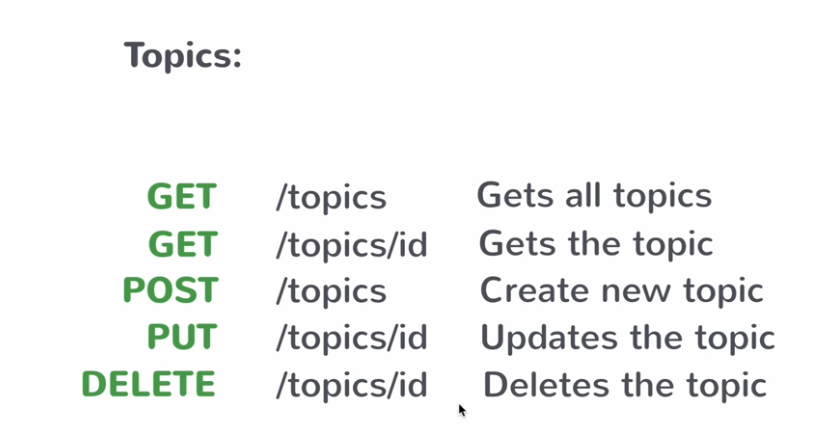 Topics:
GET /topics Gets all topics
GET /topics/id Gets the topic
POST /topics Create new topic
PUT /topics/id Updates the topic
DELETE /topics/id Deletes the topic